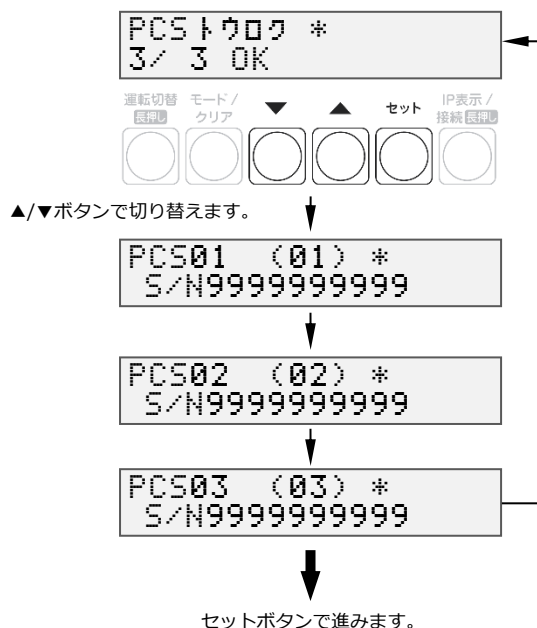 PCSトウロク *
3/ 3 OK
運転切替 長押し
モード/クリア
▼
▲
セット
IP表示/接続 長押し
▲/▼ボタンで切り替えます。
PCS01 (01) *
S/N9999999999
PCS02 (02) *
S/N9999999999
PCS03 (03) *
S/N9999999999
セットボタンで進みます。